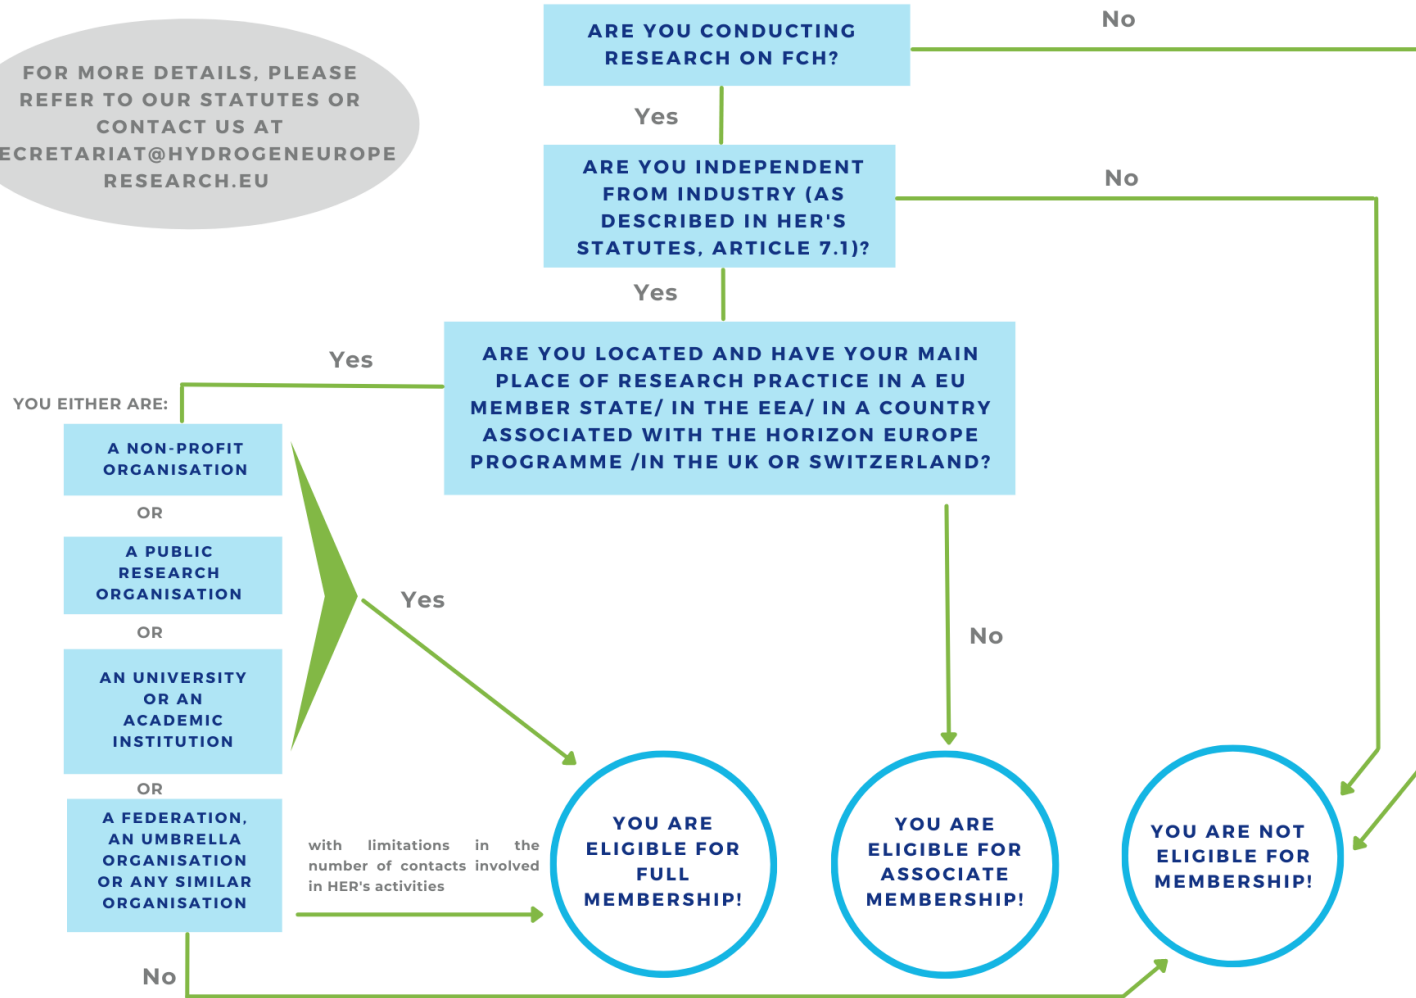 ARE YOU CONDUCTING
RESEARCH ON FCH?
No
FOR MORE DETAILS, PLEASE
REFER TO OUR STATUTES OR
CONTACT US AT
ECRETARIAT@HYDROGENEUROPE
RESEARCH.EU
Yes
ARE YOU INDEPENDENT
FROM INDUSTRY (AS
DESCRIBED IN HER'S
STATUTES, ARTICLE 7.1)?
No
Yes
ARE YOU LOCATED AND HAVE YOUR MAIN
PLACE OF RESEARCH PRACTICE IN A EU
MEMBER STATE/ IN THE EEA/ IN A COUNTRY
ASSOCIATED WITH THE HORIZON EUROPE
PROGRAMME /IN THE UK OR SWITZERLAND?
Yes
YOU EITHER ARE:
A NON-PROFIT
ORGANISATION
OR
A PUBLIC
RESEARCH
ORGANISATION
OR
AN UNIVERSITY
OR AN
ACADEMIC
INSTITUTION
OR
A FEDERATION,
AN UMBRELLA
ORGANISATION
OR ANY SIMILAR
ORGANISATION
Yes
No
with limitations in the
number of contacts involved
in HER's activities
YOU ARE
ELIGIBLE FOR
FULL
MEMBERSHIP!
YOU ARE
ELIGIBLE FOR
ASSOCIATE
MEMBERSHIP!
YOU ARE NOT
ELIGIBLE FOR
MEMBERSHIP!
No